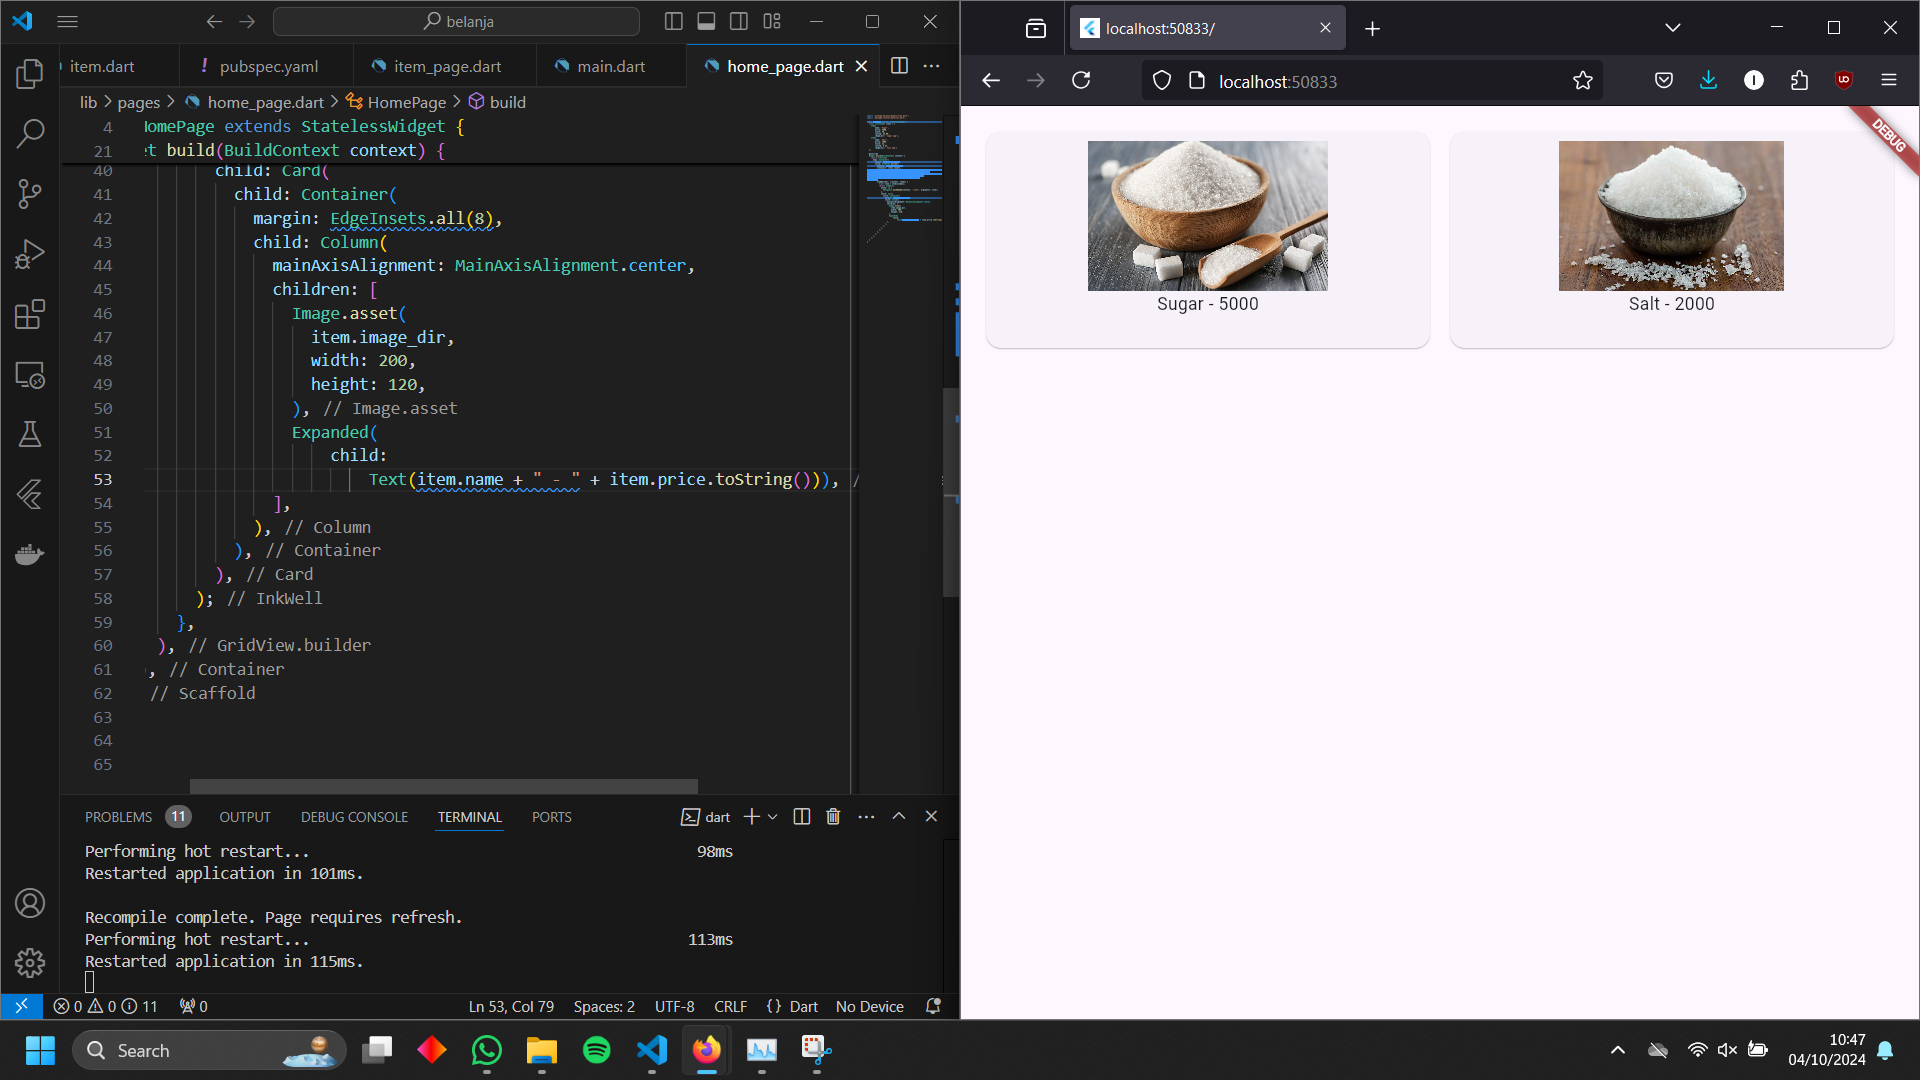 belanja
item.dart
! pubspec.yaml
item_page.dart
main.dart
home_page.dart
lib > pages > home_page.dart > HomePage > build
4 HomePage extends StatelessWidget {
21 t build(BuildContext context) {
40 child: Card(
41 child: Container(
42 margin: EdgeInsets.all(8),
43 child: Column(
44 mainAxisAlignment: MainAxisAlignment.center,
45 children: [
46 Image.asset(
47 item.image_dir,
48 width: 200,
49 height: 120,
50 ), // Image.asset
51 Expanded(
52 child:
53 Text(item.name + " - " + item.price.toString())), /
54 ],
55 ), // Column
56 ), // Container
57 ), // Card
58 ); // InkWell
59 },
60 ), // GridView.builder
61 , // Container
62 // Scaffold
63
64
65
PROBLEMS 11 OUTPUT DEBUG CONSOLE TERMINAL PORTS
dart
Performing hot restart... 98ms
Restarted application in 101ms.
Recompile complete. Page requires refresh.
Performing hot restart... 113ms
Restarted application in 115ms.
0 0 11 0
Ln 53, Col 79 Spaces: 2 UTF-8 CRLF {} Dart No Device
localhost:50833/
localhost:50833
DEBUG
Sugar - 5000
Salt - 2000
Search
10:47
04/10/2024